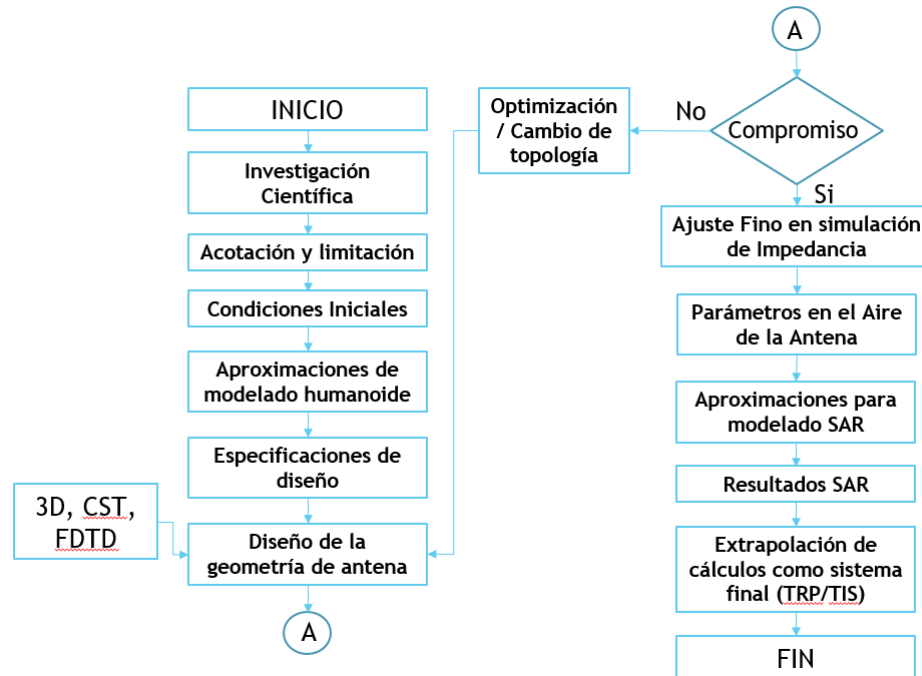 INICIO
Investigación
Científica
Acotación y limitación
Condiciones Iniciales
Aproximaciones de
modelado humanoide
Especificaciones de
diseño
3D, CST,
FDTD
Diseño de la
geometría de antena
A
A
Compromiso
No
Optimización
/ Cambio de
topología
Si
Ajuste Fino en simulación
de Impedancia
Parámetros en el Aire
de la Antena
Aproximaciones para
modelado SAR
Resultados SAR
Extrapolación de
cálculos como sistema
final (TRP/TIS)
FIN